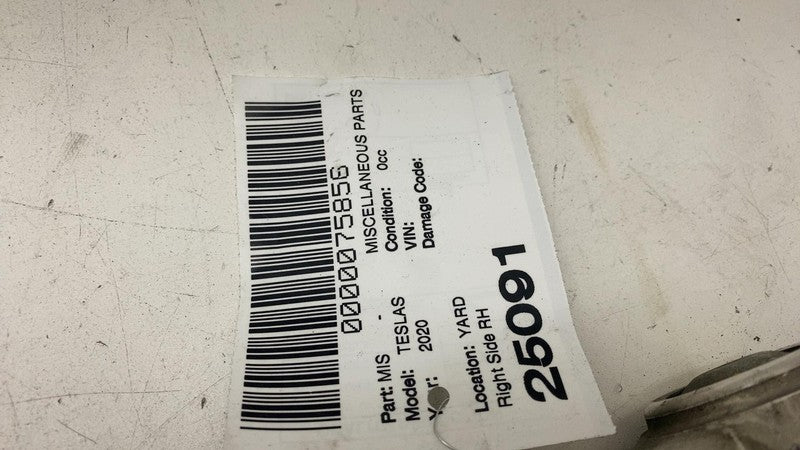 0000075856
Part: MIS - MISCELLANEOUS PARTS
Model: TESLAS Condition: 0cc
Year: 2020 VIN:
Damage Code:
Location: YARD
Right Side RH
25091